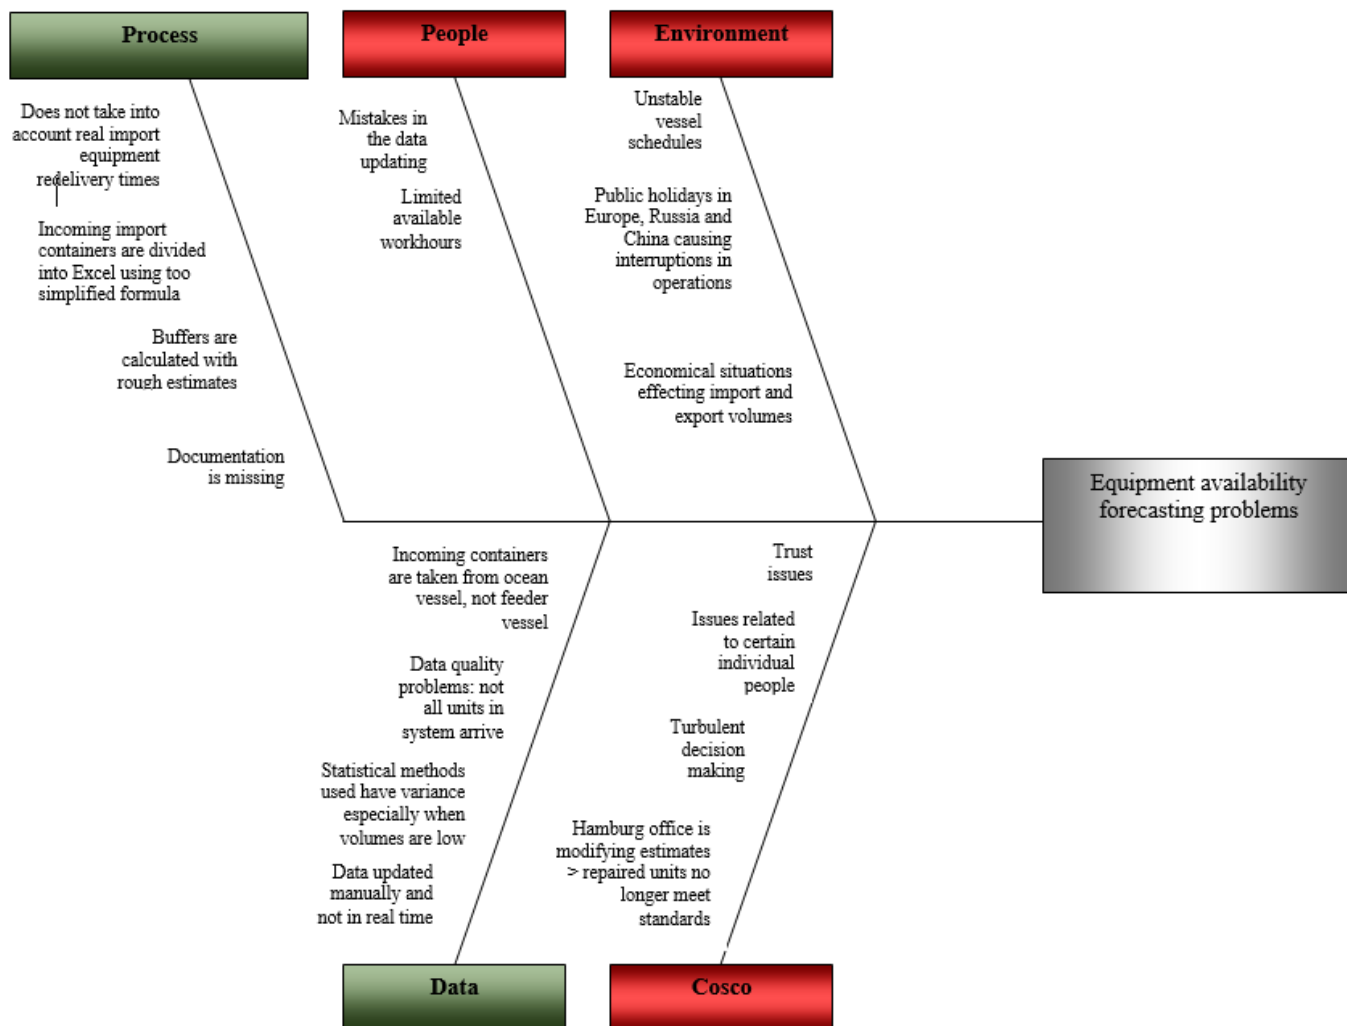 Process
People
Environment
Does not take into
account real import
equipment
redelivery times
Incoming import
containers are divided
into Excel using too
simplified formula
Buffers are
calculated with
rough estimates
Documentation
is missing
Mistakes in
the data
updating
Limited
available
workhours
Unstable
vessel
schedules
Public holidays in
Europe, Russia and
China causing
interruptions in
operations
Economical situations
effecting import and
export volumes
Equipment availability
forecasting problems
Incoming containers
are taken from ocean
vessel, not feeder
vessel
Data quality
problems: not
all units in
system arrive
Statistical methods
used have variance
especially when
volumes are low
Data updated
manually and
not in real time
Trust
issues
Issues related
to certain
individual
people
Turbulent
decision
making
Hamburg office is
modifying estimates
> repaired units no
longer meet
standards
Data
Cosco